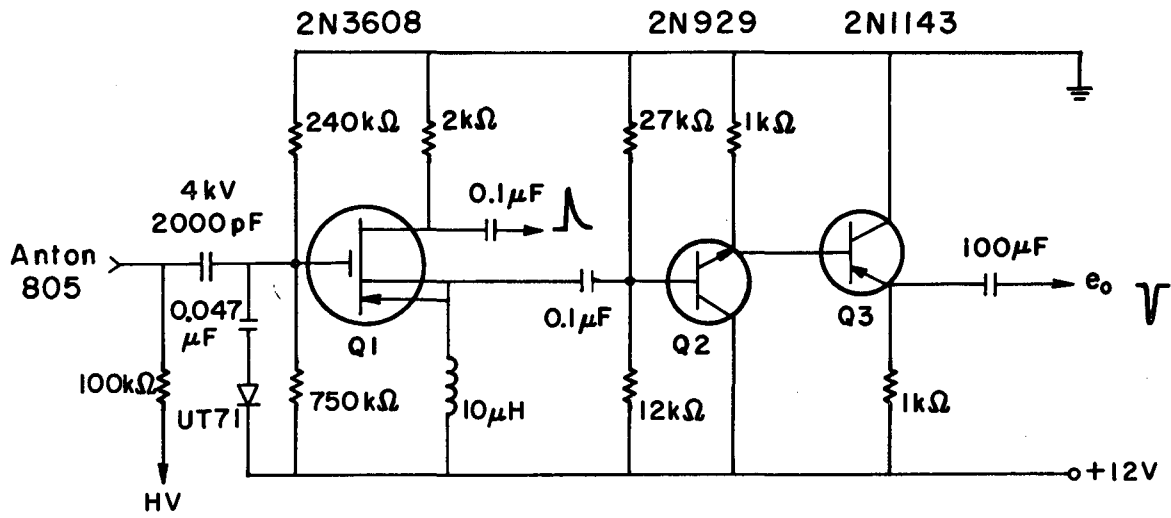 2N3608
2N929
2N1143
240kΩ
2kΩ
27kΩ
1kΩ
4kV
2000pF
0.1μF
Anton
805
100μF
eo
0.047
μF
Q1
0.1μF
Q2
Q3
100kΩ
UT71
750kΩ
10μH
12kΩ
1kΩ
+12V
HV